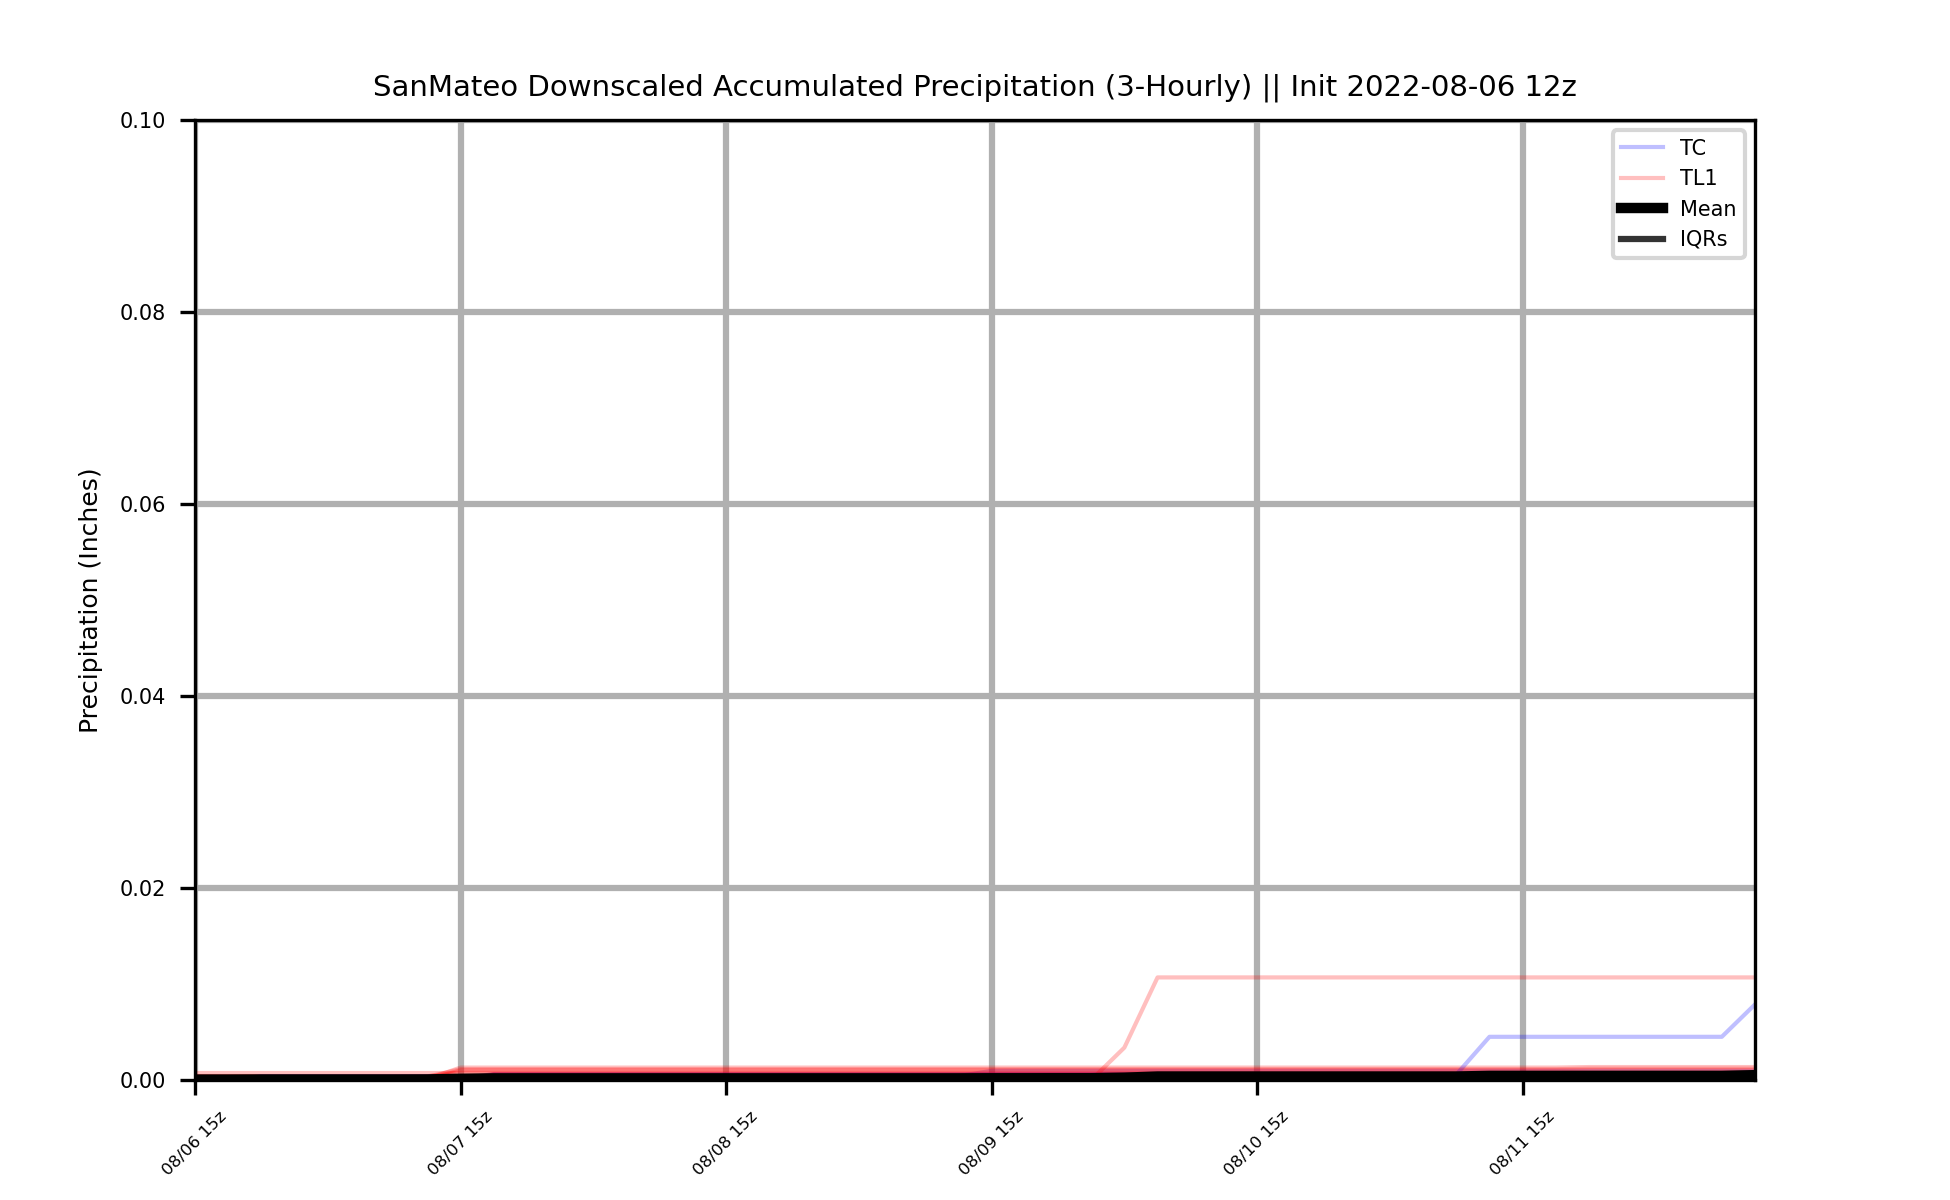 SanMateo Downscaled Accumulated Precipitation (3-Hourly) || Init 2022-08-06 12z
TC
TL1
Mean
IQRs
Precipitation (Inches)
0.10
0.08
0.06
0.04
0.02
0.00
08/06 15z
08/07 15z
08/08 15z
08/09 15z
08/10 15z
08/11 15z